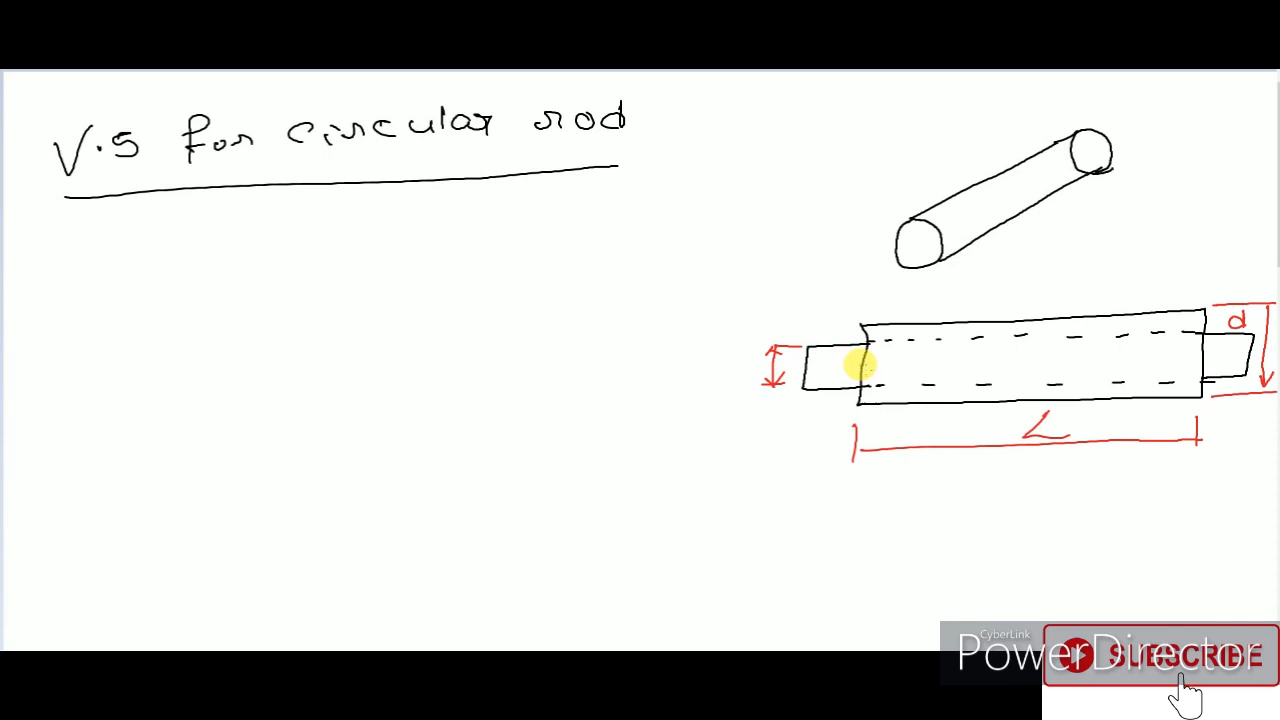 V.S for circular rod
d
L
CyberLink
PowerDirector
SUBSCRIBE